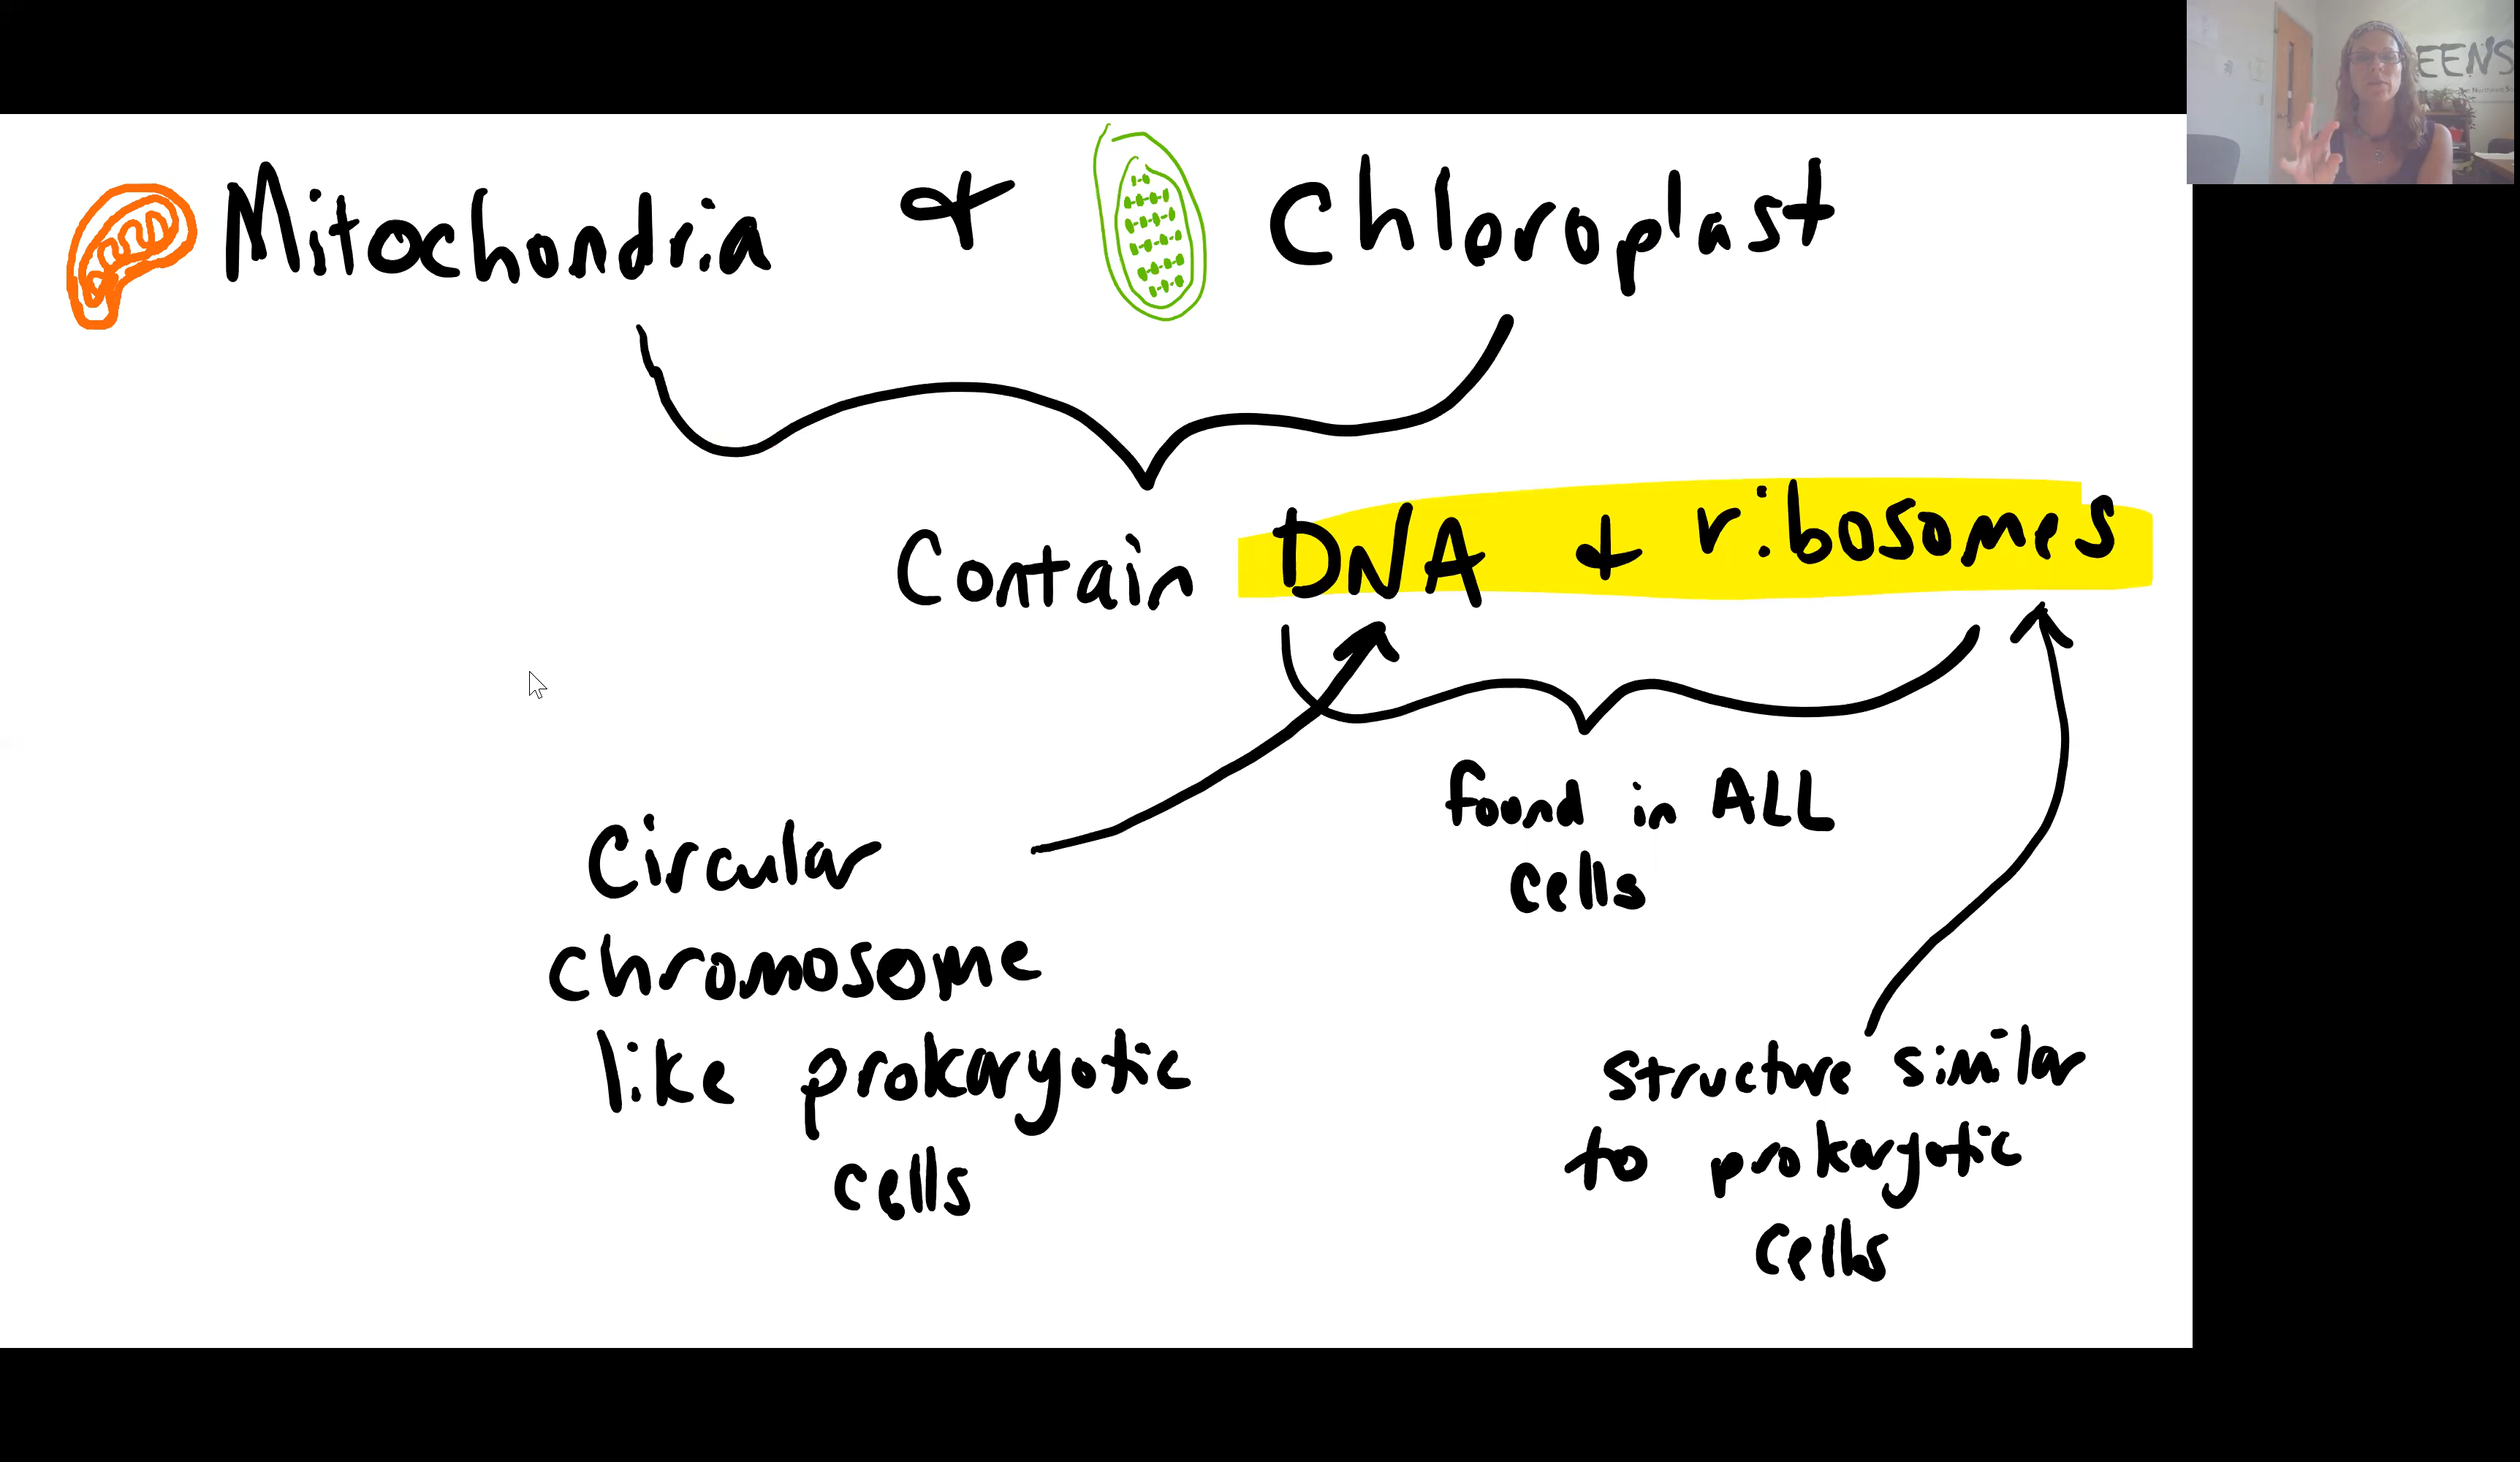 Mitochondria & Chloroplast
Contain DNA & ribosomes
found in ALL
cells
Circular
chromosome
like prokaryotic
cells
structure similar
to prokaryotic
cells
EENS